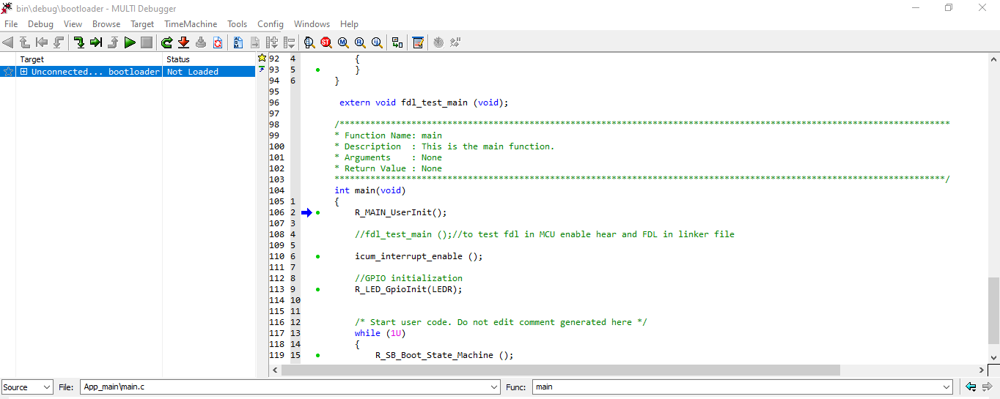 bin\debug\bootloader - MULTI Debugger
File Debug View Browse Target TimeMachine Tools Config Windows Help
Target Status
Unconnected... bootloader Not Loaded
92 4 {
93 5 }
94 6 }
95
96 extern void fdl_test_main (void);
97
98 /***********************************************************************************************************************
99 * Function Name: main
100 * Description  : This is the main function.
101 * Arguments    : None
102 * Return Value : None
103 ***********************************************************************************************************************/
104 int main(void)
105 1 {
106 2 R_MAIN_UserInit();
107 3
108 4 //fdl_test_main ();//to test fdl in MCU enable hear and FDL in linker file
109 5
110 6 icum_interrupt_enable ();
111 7
112 8 //GPIO initialization
113 9 R_LED_GpioInit(LEDR);
114 10
115 11
116 12 /* Start user code. Do not edit comment generated here */
117 13 while (1U)
118 14 {
119 15 R_SB_Boot_State_Machine ();
Source File: App_main\main.c Func: main